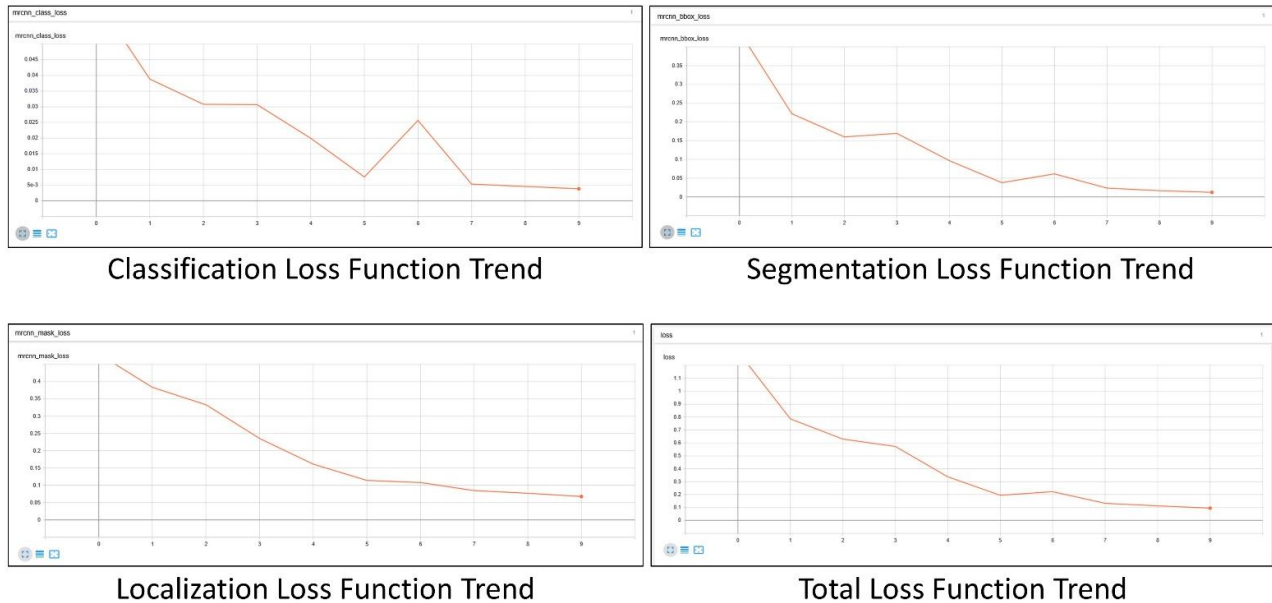 mrcnn_class_loss 1
mrcnn_class_loss
0.045
0.04
0.035
0.03
0.025
0.02
0.015
0.01
5e-3
0
0 1 2 3 4 5 6 7 8 9
Classification Loss Function Trend
mrcnn_bbox_loss 1
mrcnn_bbox_loss
0.35
0.3
0.25
0.2
0.15
0.1
0.05
0
0 1 2 3 4 5 6 7 8 9
Segmentation Loss Function Trend
mrcnn_mask_loss 1
mrcnn_mask_loss
0.4
0.35
0.3
0.25
0.2
0.15
0.1
0.05
0
0 1 2 3 4 5 6 7 8 9
Localization Loss Function Trend
loss 1
loss
1.1
1
0.9
0.8
0.7
0.6
0.5
0.4
0.3
0.2
0.1
0
0 1 2 3 4 5 6 7 8 9
Total Loss Function Trend